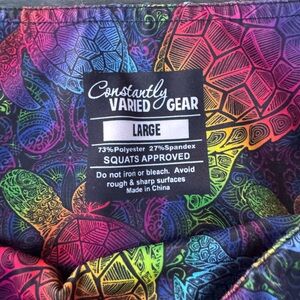 Constantly
VARIED GEAR
LARGE
73%Polyester 27%Spandex
SQUATS APPROVED
Do not iron or bleach. Avoid
rough & sharp surfaces
Made in China